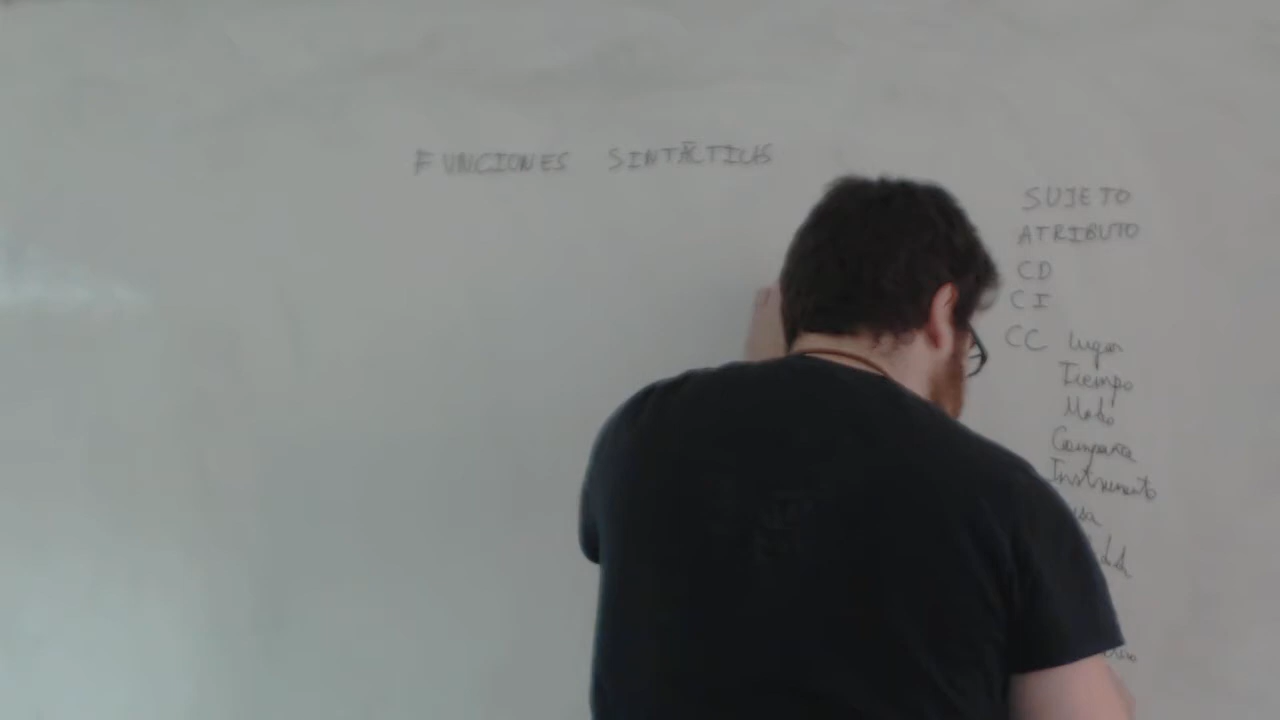 FUNCIONES SINTÁCTICAS
SUJETO
ATRIBUTO
CD
CI
CC Lugar
Tiempo
Modo
Compañía
Instrumento